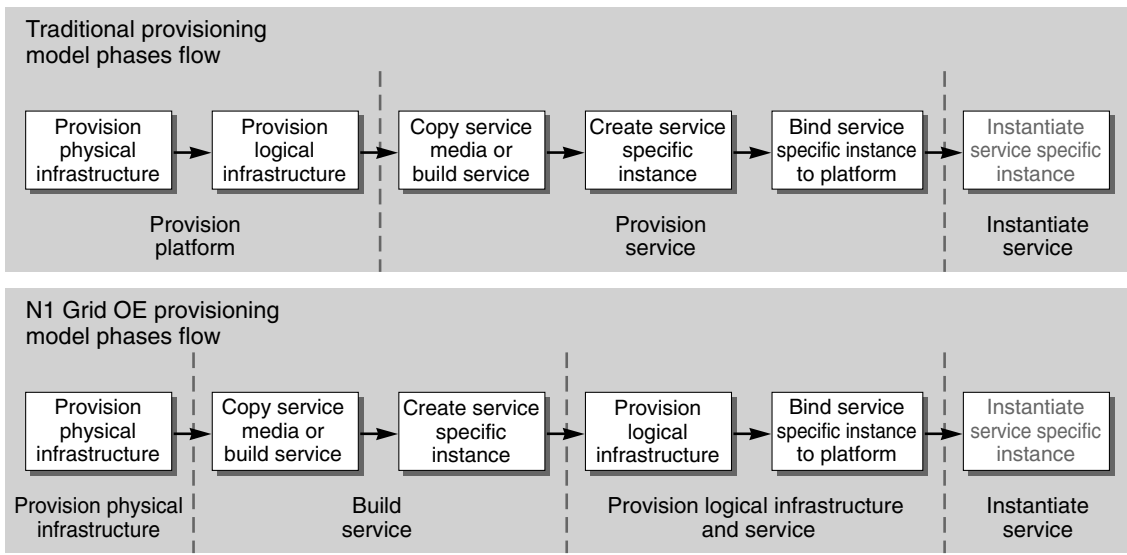 Traditional provisioning
model phases flow
Provision
physical
infrastructure
Provision
logical
infrastructure
Copy service
media or
build service
Create service
specific
instance
Bind service
specific instance
to platform
Instantiate
service specific
instance
Provision
platform
Provision
service
Instantiate
service
N1 Grid OE provisioning
model phases flow
Provision
physical
infrastructure
Copy service
media or
build service
Create service
specific
instance
Provision
logical
infrastructure
Bind service
specific instance
to platform
Instantiate
service specific
instance
Provision physical
infrastructure
Build
service
Provision logical infrastructure
and service
Instantiate
service